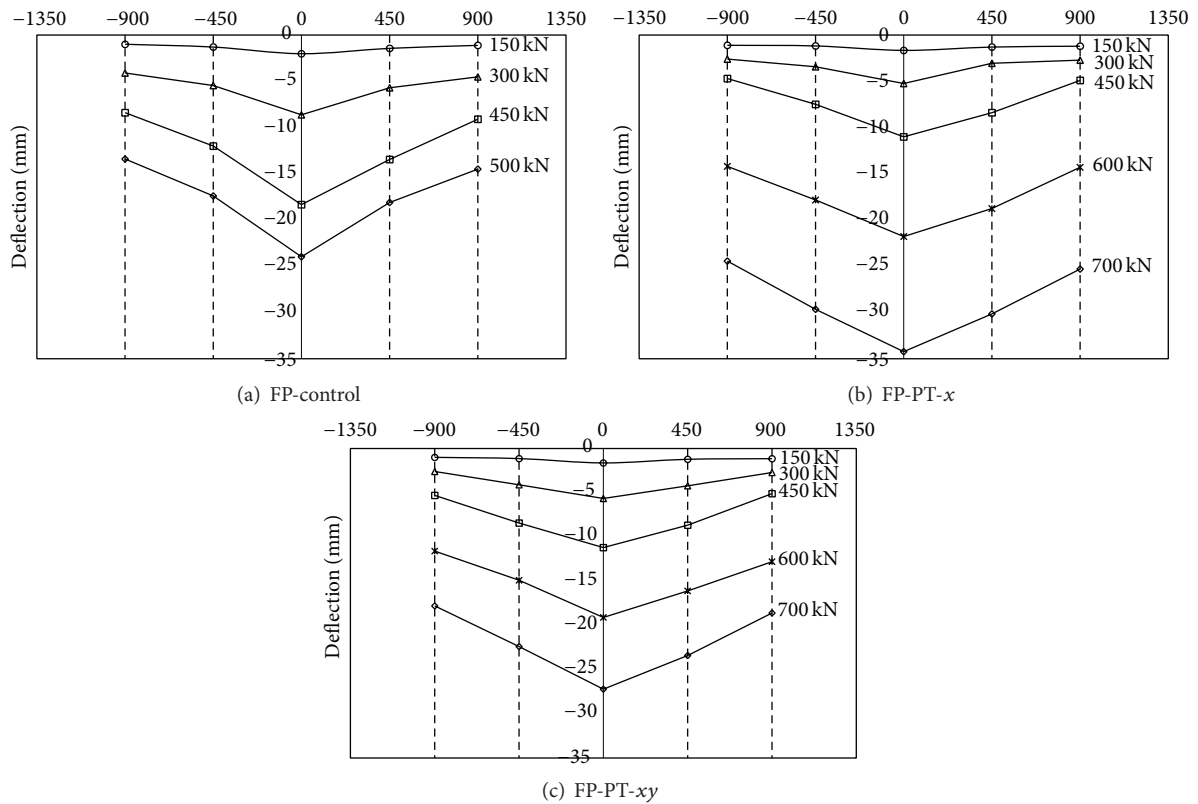 −1350 −900 −450 0 450 900 1350
0
−5
−10
−15
−20
−25
−30
−35
Deflection (mm)
150 kN
300 kN
450 kN
500 kN
(a) FP-control
−1350 −900 −450 0 450 900 1350
0
−5
−10
−15
−20
−25
−30
−35
Deflection (mm)
150 kN
300 kN
450 kN
600 kN
700 kN
(b) FP-PT-x
−1350 −900 −450 0 450 900 1350
0
−5
−10
−15
−20
−25
−30
−35
Deflection (mm)
150 kN
300 kN
450 kN
600 kN
700 kN
(c) FP-PT-xy